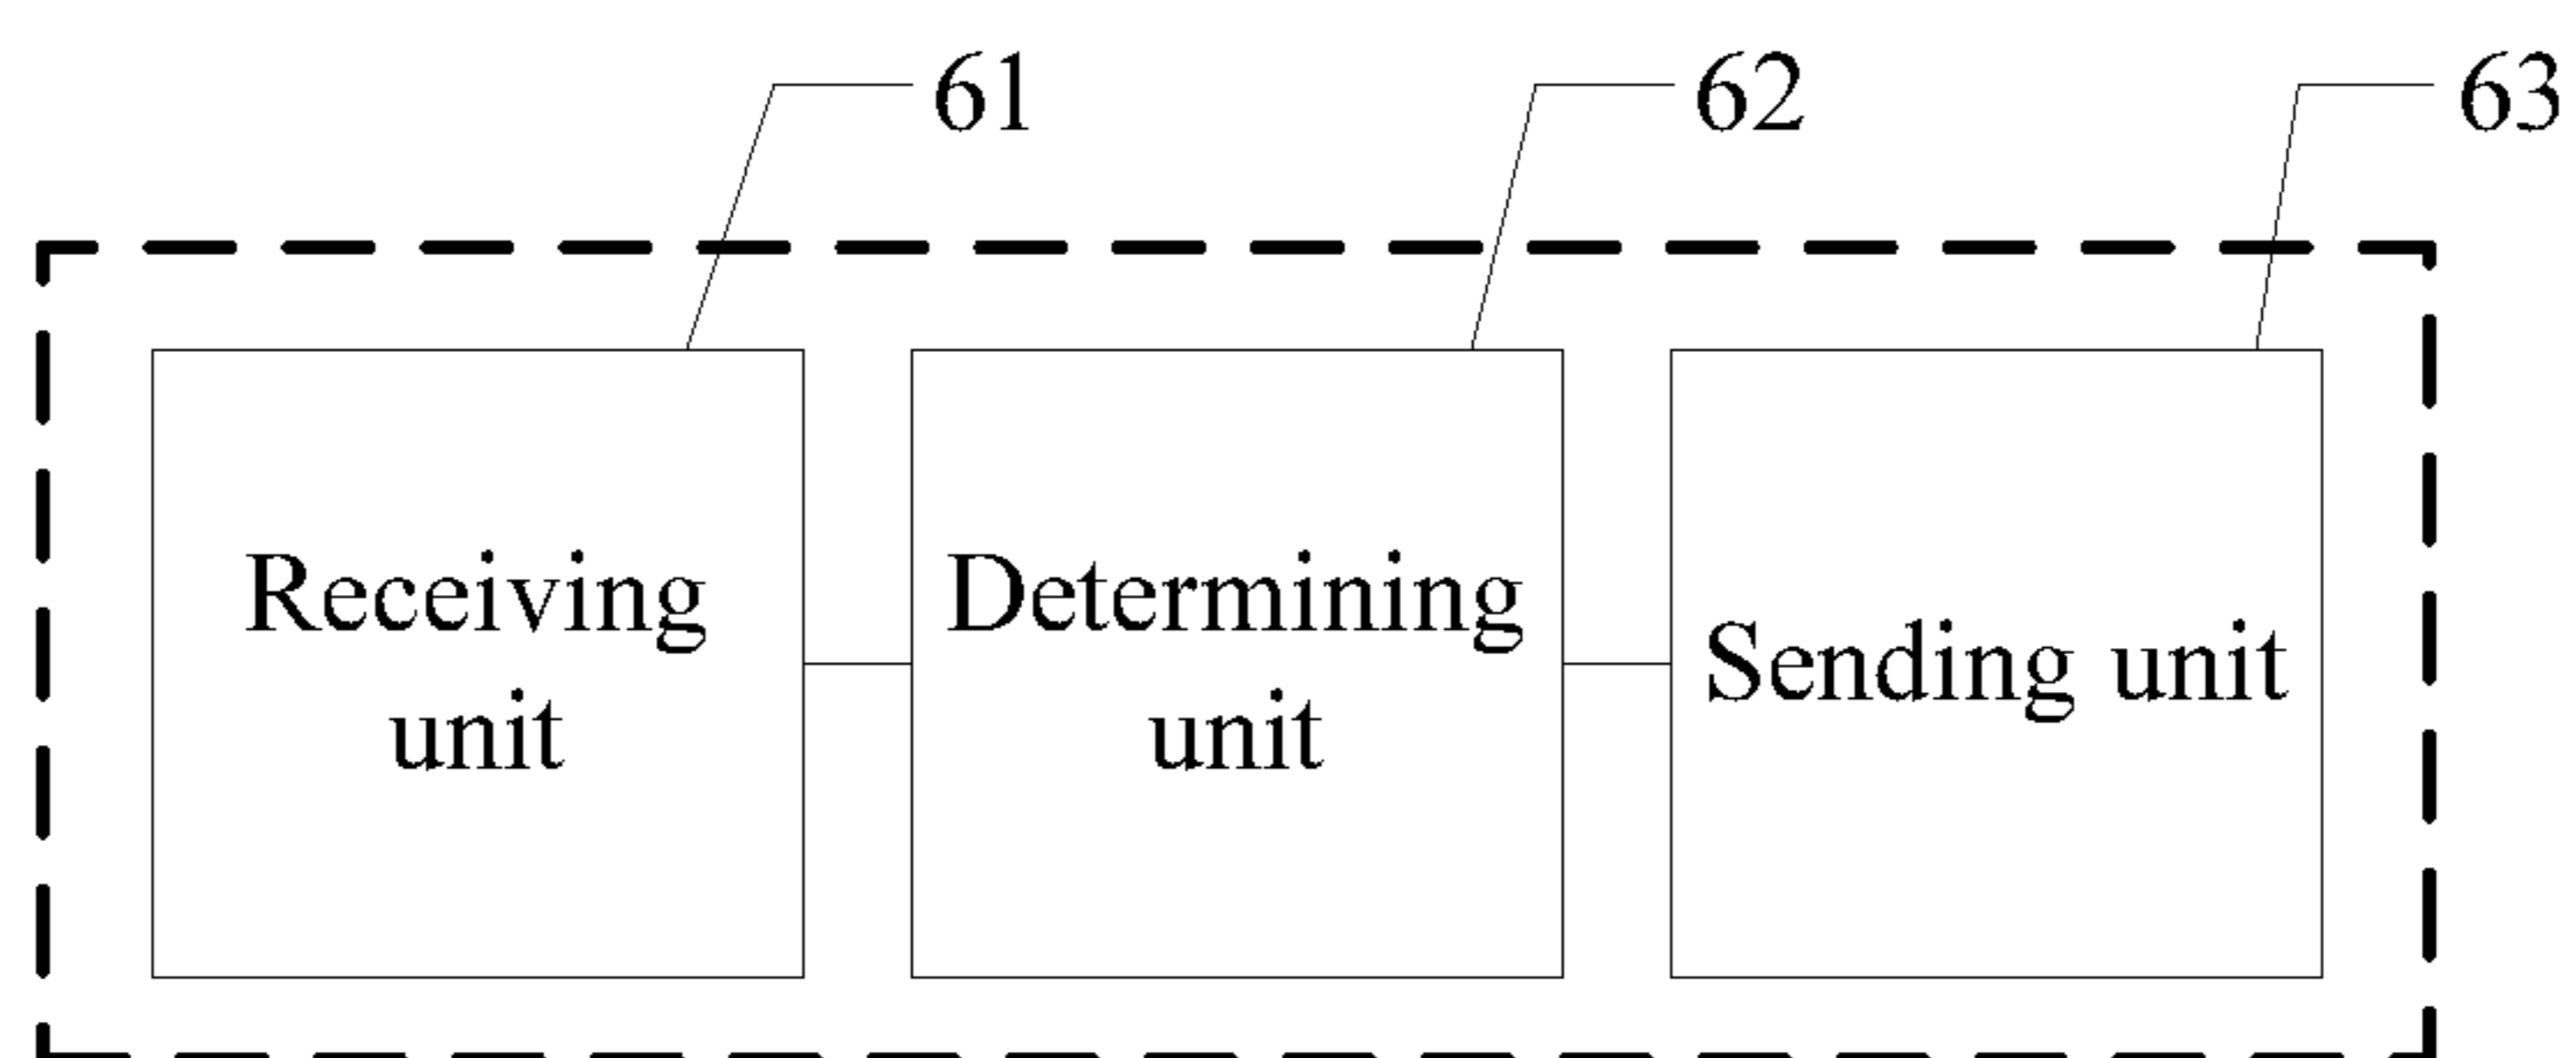 61
62
63
Receiving
unit
Determining
unit
Sending unit